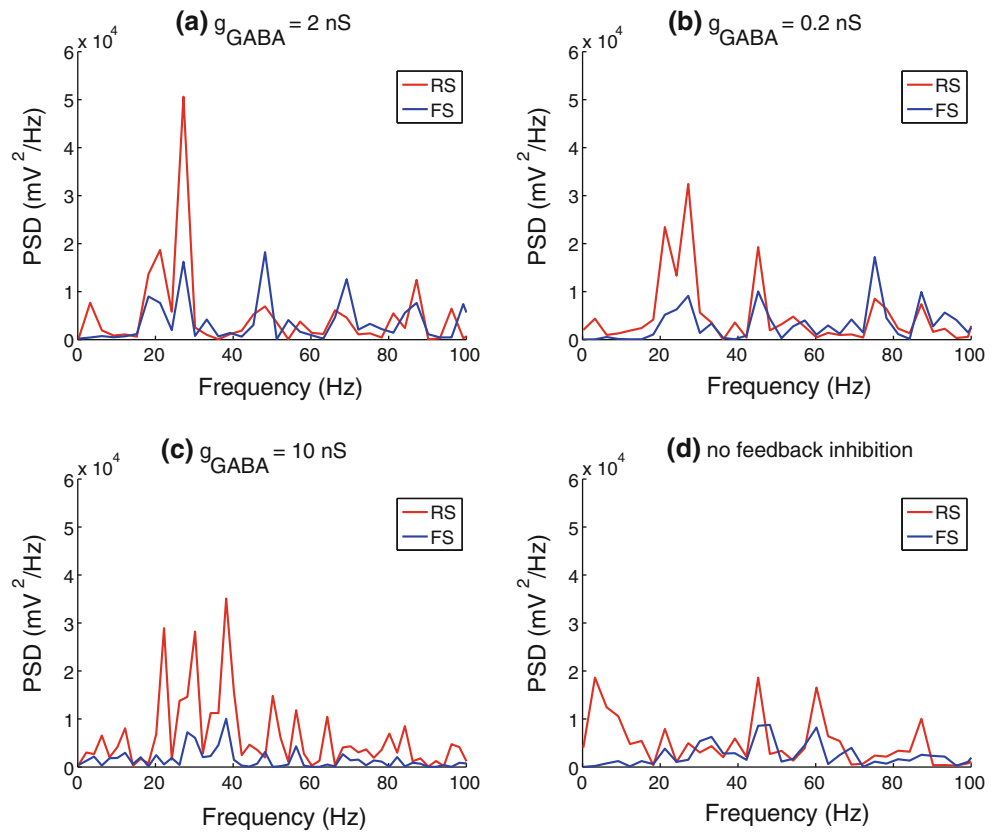 (a) g GABA = 2 nS
x 10 4
6
5
4
3
2
1
0
PSD (mV 2 /Hz)
0 20 40 60 80 100
Frequency (Hz)
RS
FS
(b) g GABA = 0.2 nS
x 10 4
6
5
4
3
2
1
0
PSD (mV 2 /Hz)
0 20 40 60 80 100
Frequency (Hz)
RS
FS
(c) g GABA = 10 nS
x 10 4
6
5
4
3
2
1
0
PSD (mV 2 /Hz)
0 20 40 60 80 100
Frequency (Hz)
RS
FS
(d) no feedback inhibition
x 10 4
6
5
4
3
2
1
0
PSD (mV 2 /Hz)
0 20 40 60 80 100
Frequency (Hz)
RS
FS